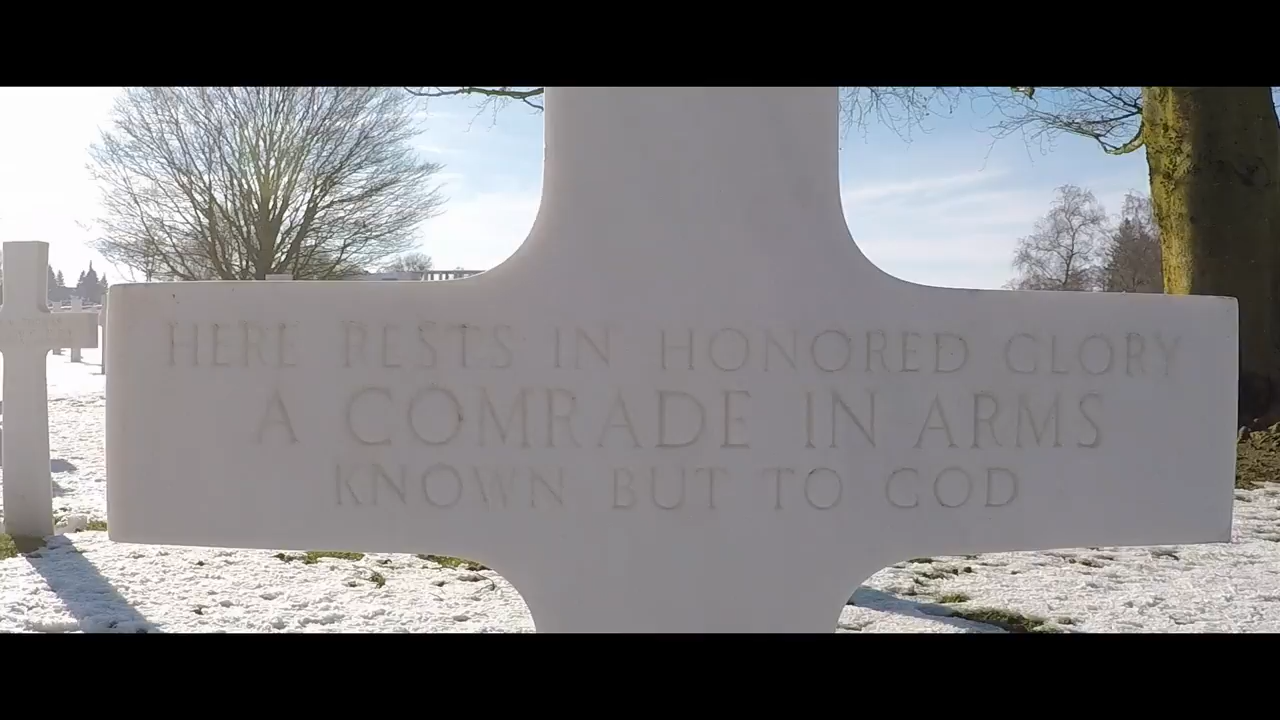 HERE RESTS IN HONORED GLORY
A COMRADE IN ARMS
KNOWN BUT TO GOD